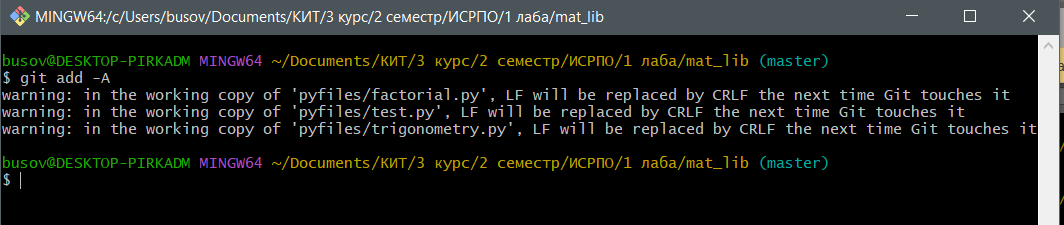 MINGW64:/c/Users/busov/Documents/КИТ/3 курс/2 семестр/ИСРПО/1 лаба/mat_lib
busov@DESKTOP-PIRKADM MINGW64 ~/Documents/КИТ/3 курс/2 семестр/ИСРПО/1 лаба/mat_lib (master)
$ git add -A
warning: in the working copy of 'pyfiles/factorial.py', LF will be replaced by CRLF the next time Git touches it
warning: in the working copy of 'pyfiles/test.py', LF will be replaced by CRLF the next time Git touches it
warning: in the working copy of 'pyfiles/trigonometry.py', LF will be replaced by CRLF the next time Git touches it
busov@DESKTOP-PIRKADM MINGW64 ~/Documents/КИТ/3 курс/2 семестр/ИСРПО/1 лаба/mat_lib (master)
$